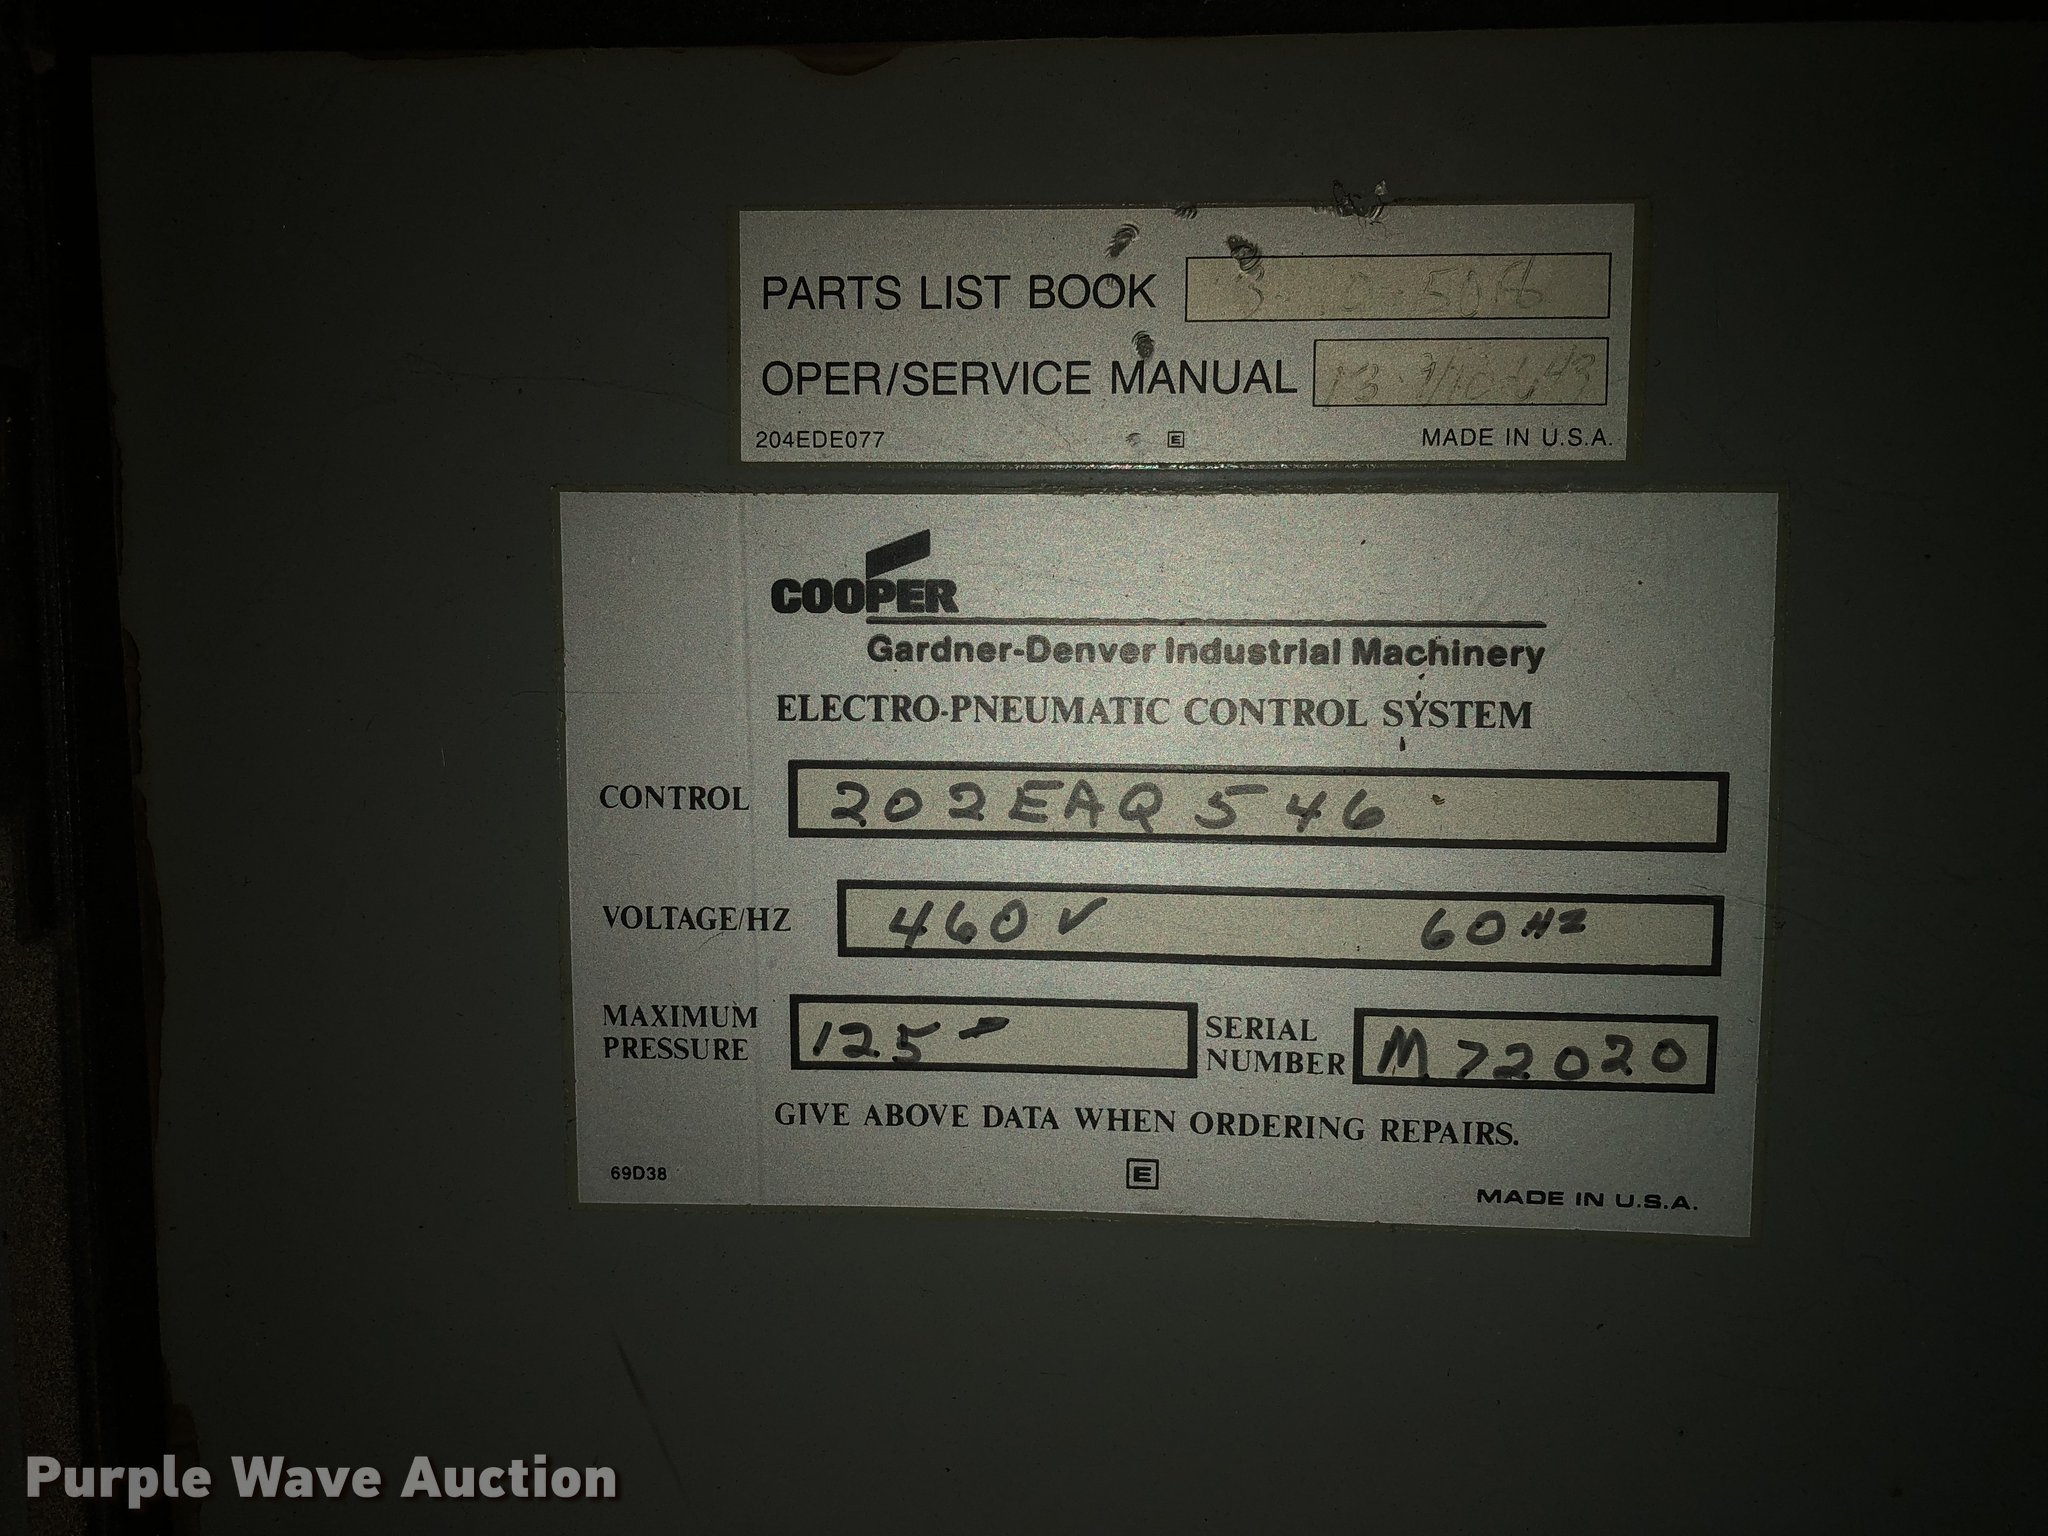 PARTS LIST BOOK
OPER/SERVICE MANUAL
204EDE077 E MADE IN U.S.A.
COOPER
Gardner-Denver Industrial Machinery
ELECTRO-PNEUMATIC CONTROL SYSTEM
CONTROL 202EAQ546
VOLTAGE/HZ 460V 60HZ
MAXIMUM PRESSURE 125 SERIAL NUMBER M72020
GIVE ABOVE DATA WHEN ORDERING REPAIRS.
69D38 E MADE IN U.S.A.
Purple Wave Auction